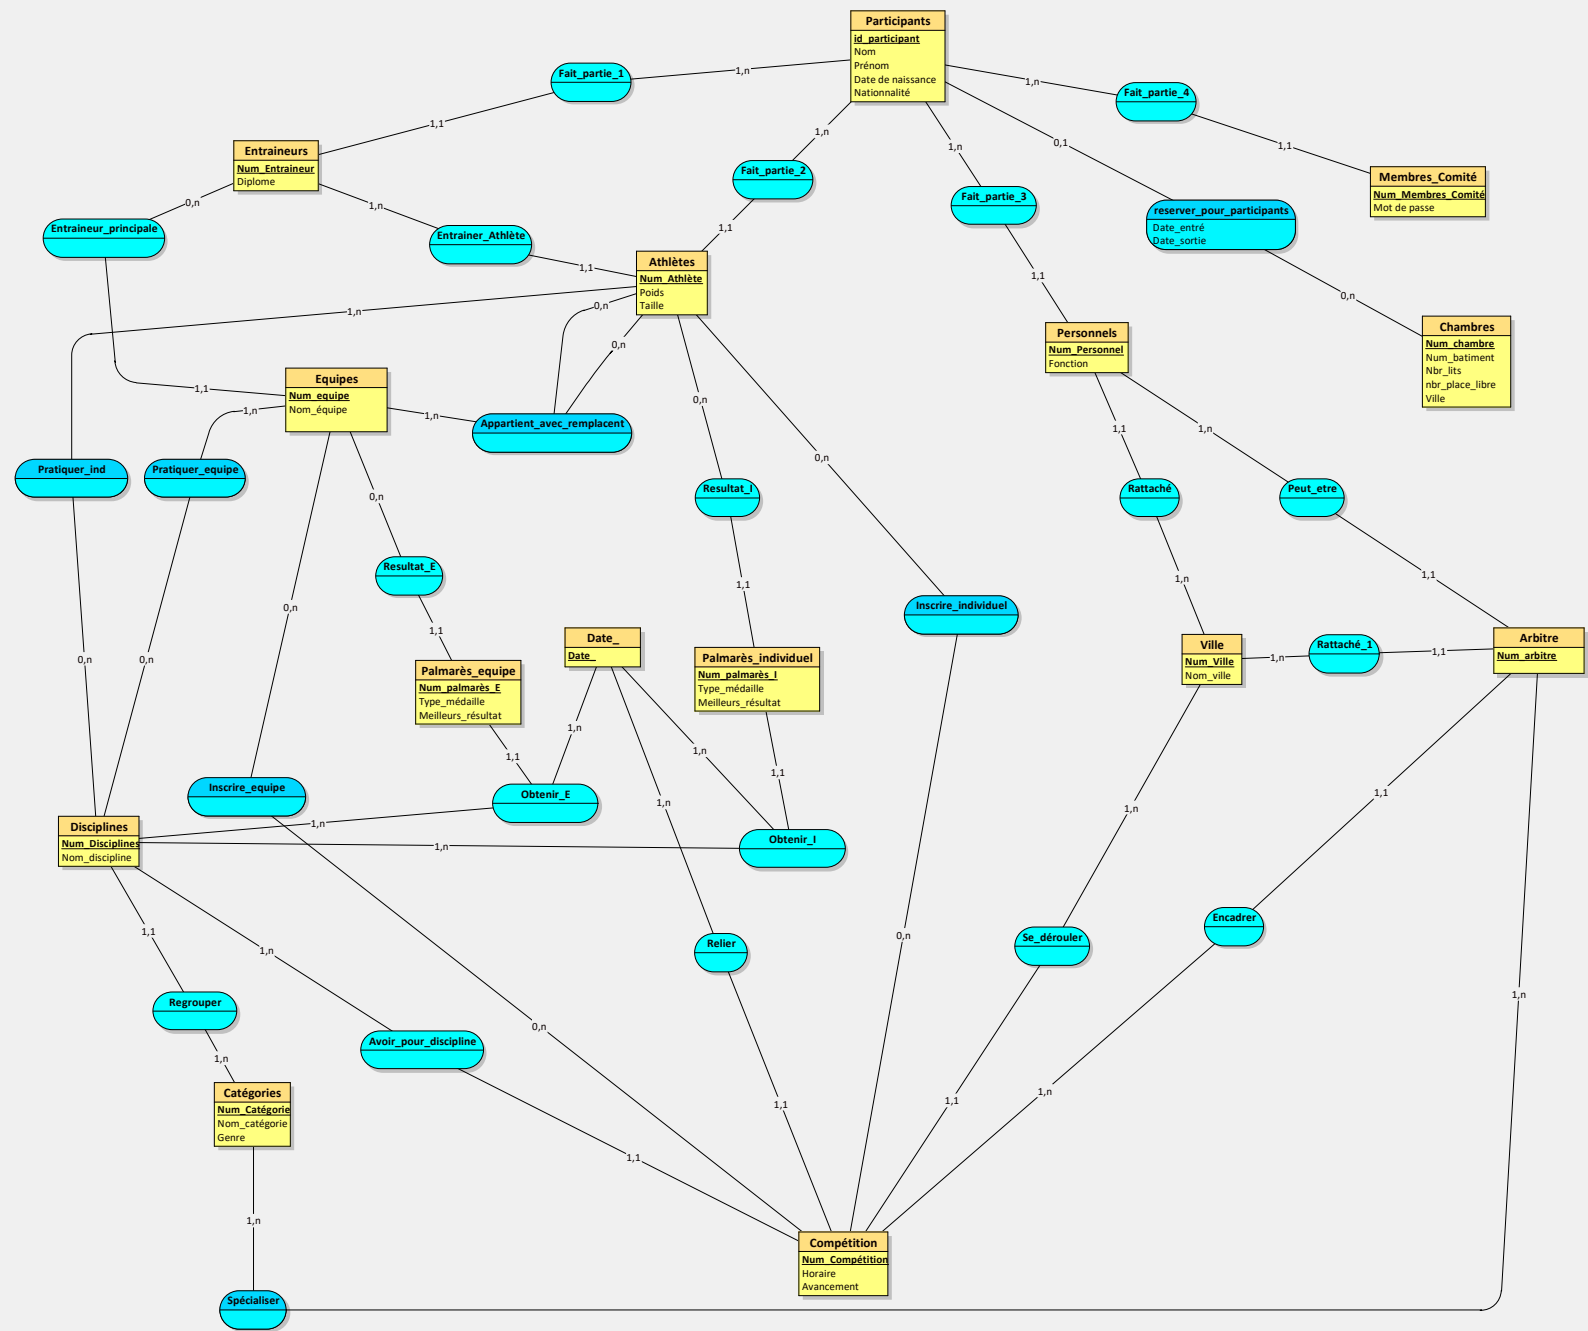 Participants
id_participant
Nom
Prénom
Date de naissance
Nationnalité
Fait_partie_1
1,n
1,1
Fait_partie_4
1,n
1,1
Entraineurs
Num_Entraineur
Diplome
Fait_partie_2
1,n
1,1
Fait_partie_3
1,n
1,1
0,1
reserver_pour_participants
Date_entré
Date_sortie
0,n
Membres_Comité
Num_Membres_Comité
Mot de passe
Entraineur_principale
0,n
1,1
Entrainer_Athlète
1,n
1,1
Athlètes
Num_Athlète
Poids
Taille
Personnels
Num_Personnel
Fonction
Chambres
Num_chambre
Num_batiment
Nbr_lits
nbr_place_libre
Ville
1,n
0,n
0,n
Equipes
Num_equipe
Nom_équipe
1,n
1,n
Appartient_avec_remplacent
0,n
0,n
1,1
1,n
Pratiquer_ind
Pratiquer_equipe
Resultat_I
Rattaché
Peut_etre
0,n
Resultat_E
1,1
1,n
1,1
0,n
Inscrire_individuel
1,1
Date_
Date_
Palmarès_equipe
Num_palmarès_E
Type_médaille
Meilleurs_résultat
Palmarès_individuel
Num_palmarès_I
Type_médaille
Meilleurs_résultat
Ville
Num_Ville
Nom_ville
1,n
Rattaché_1
1,1
Arbitre
Num_arbitre
0,n
0,n
1,n
1,1
1,n
1,1
Inscrire_equipe
Obtenir_E
1,n
1,n
1,1
Disciplines
Num_Disciplines
Nom_discipline
1,n
1,n
Obtenir_I
1,1
1,n
0,n
Relier
Se_dérouler
Encadrer
Regrouper
1,n
0,n
1,n
Avoir_pour_discipline
Catégories
Num_Catégorie
Nom_catégorie
Genre
1,1
1,1
1,n
1,1
1,n
Compétition
Num_Compétition
Horaire
Avancement
Spécialiser